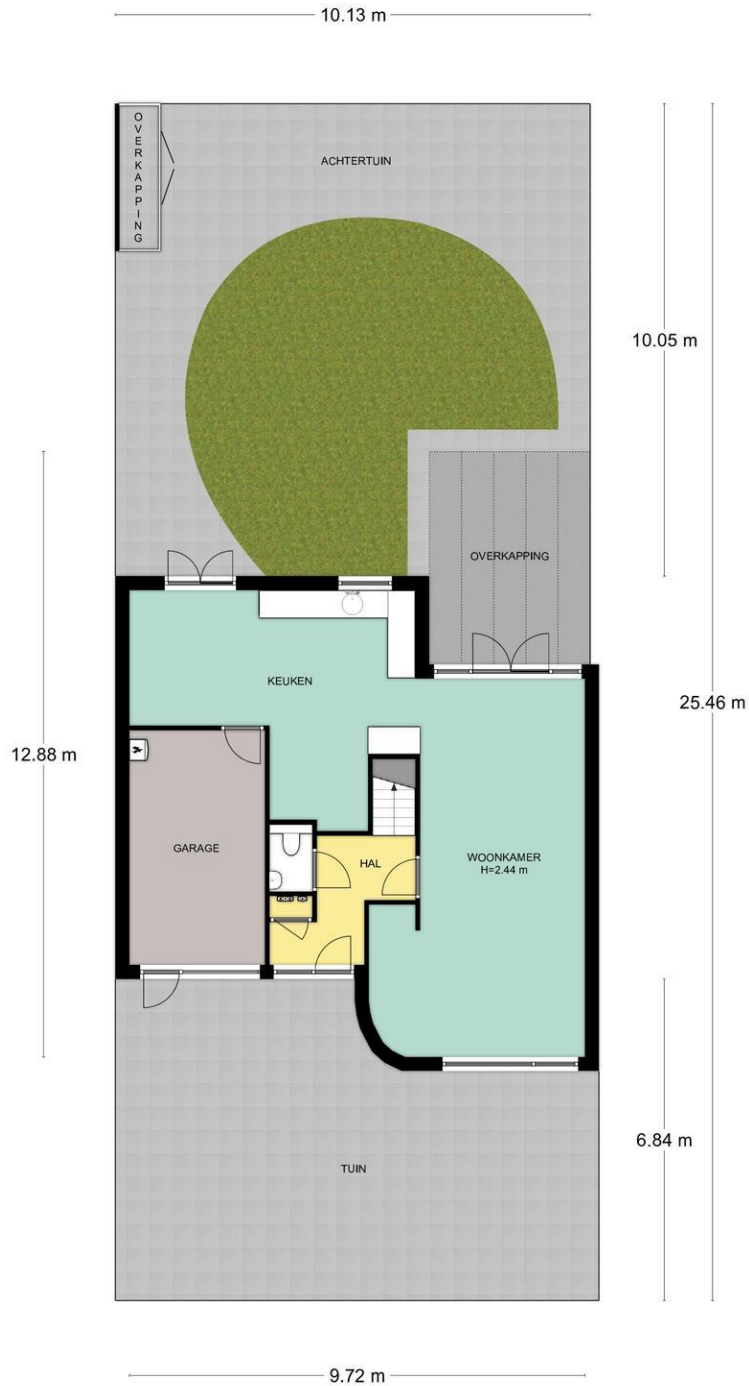 10.13 m
OVERKAPPING
ACHTERTUIN
10.05 m
OVERKAPPING
KEUKEN
25.46 m
12.88 m
GARAGE
HAL
WOONKAMER
H=2.44 m
6.84 m
TUIN
9.72 m